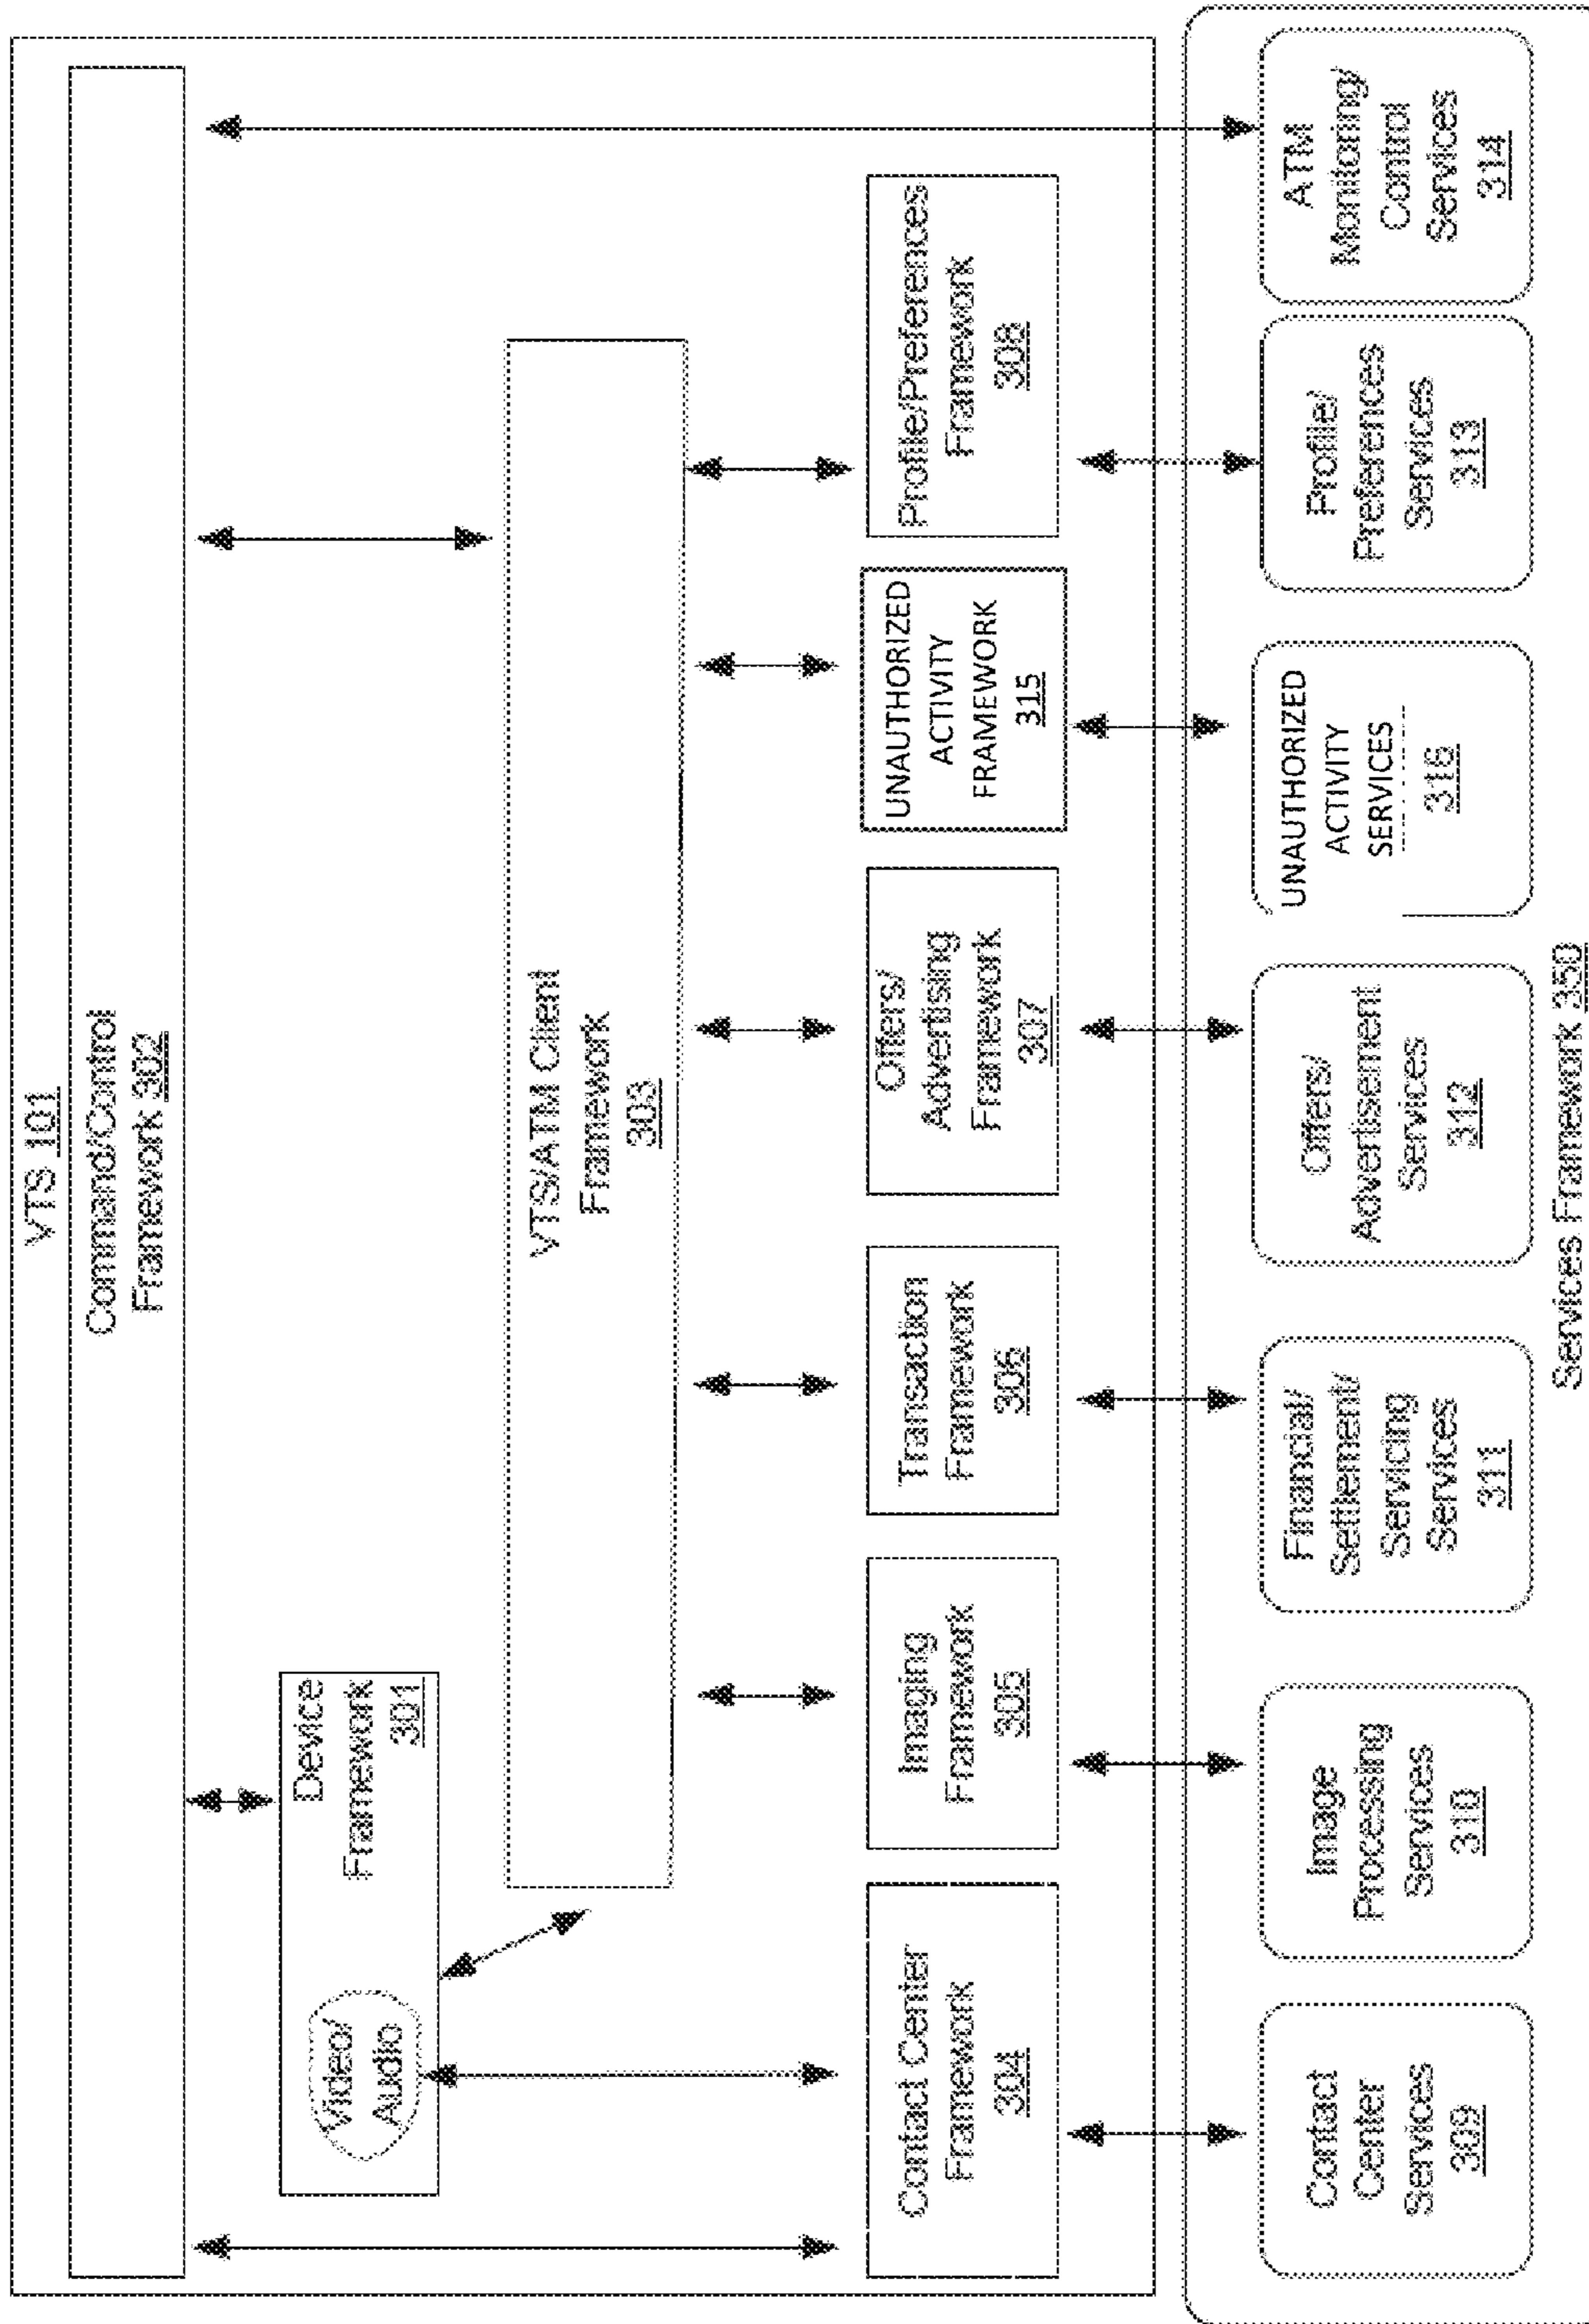 VTS 101
Command/Control
Framework 302
Device
Framework
301
Video/
Audio
VTS/ATM Client
Framework
303
Contact Center
Framework
304
Imaging
Framework
305
Transaction
Framework
306
Offers/
Advertising
Framework
307
UNAUTHORIZED
ACTIVITY
FRAMEWORK
315
Profile/Preferences
Framework
308
Contact
Center
Services
309
Image
Processing
Services
310
Financial/
Settlement/
Servicing
Services
311
Offers/
Advertisement
Services
312
UNAUTHORIZED
ACTIVITY
SERVICES
316
Profile/
Preferences
Services
313
ATM
Monitoring/
Control
Services
314
Services Framework 350